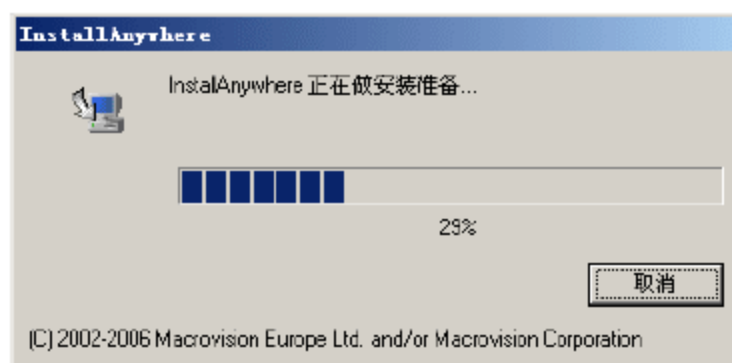 InstallAnywhere
InstalAnywhere 正在做安装准备...
29%
取消
(C) 2002-2006 Macrovision Europe Ltd. and/or Macrovision Corporation